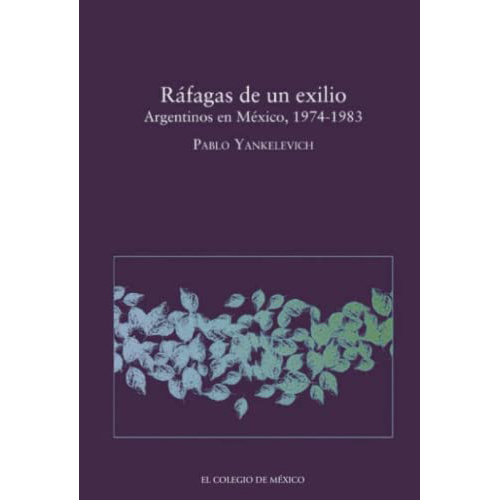 Ráfagas de un exilio
Argentinos en México, 1974-1983
PABLO YANKELEVICH
EL COLEGIO DE MÉXICO